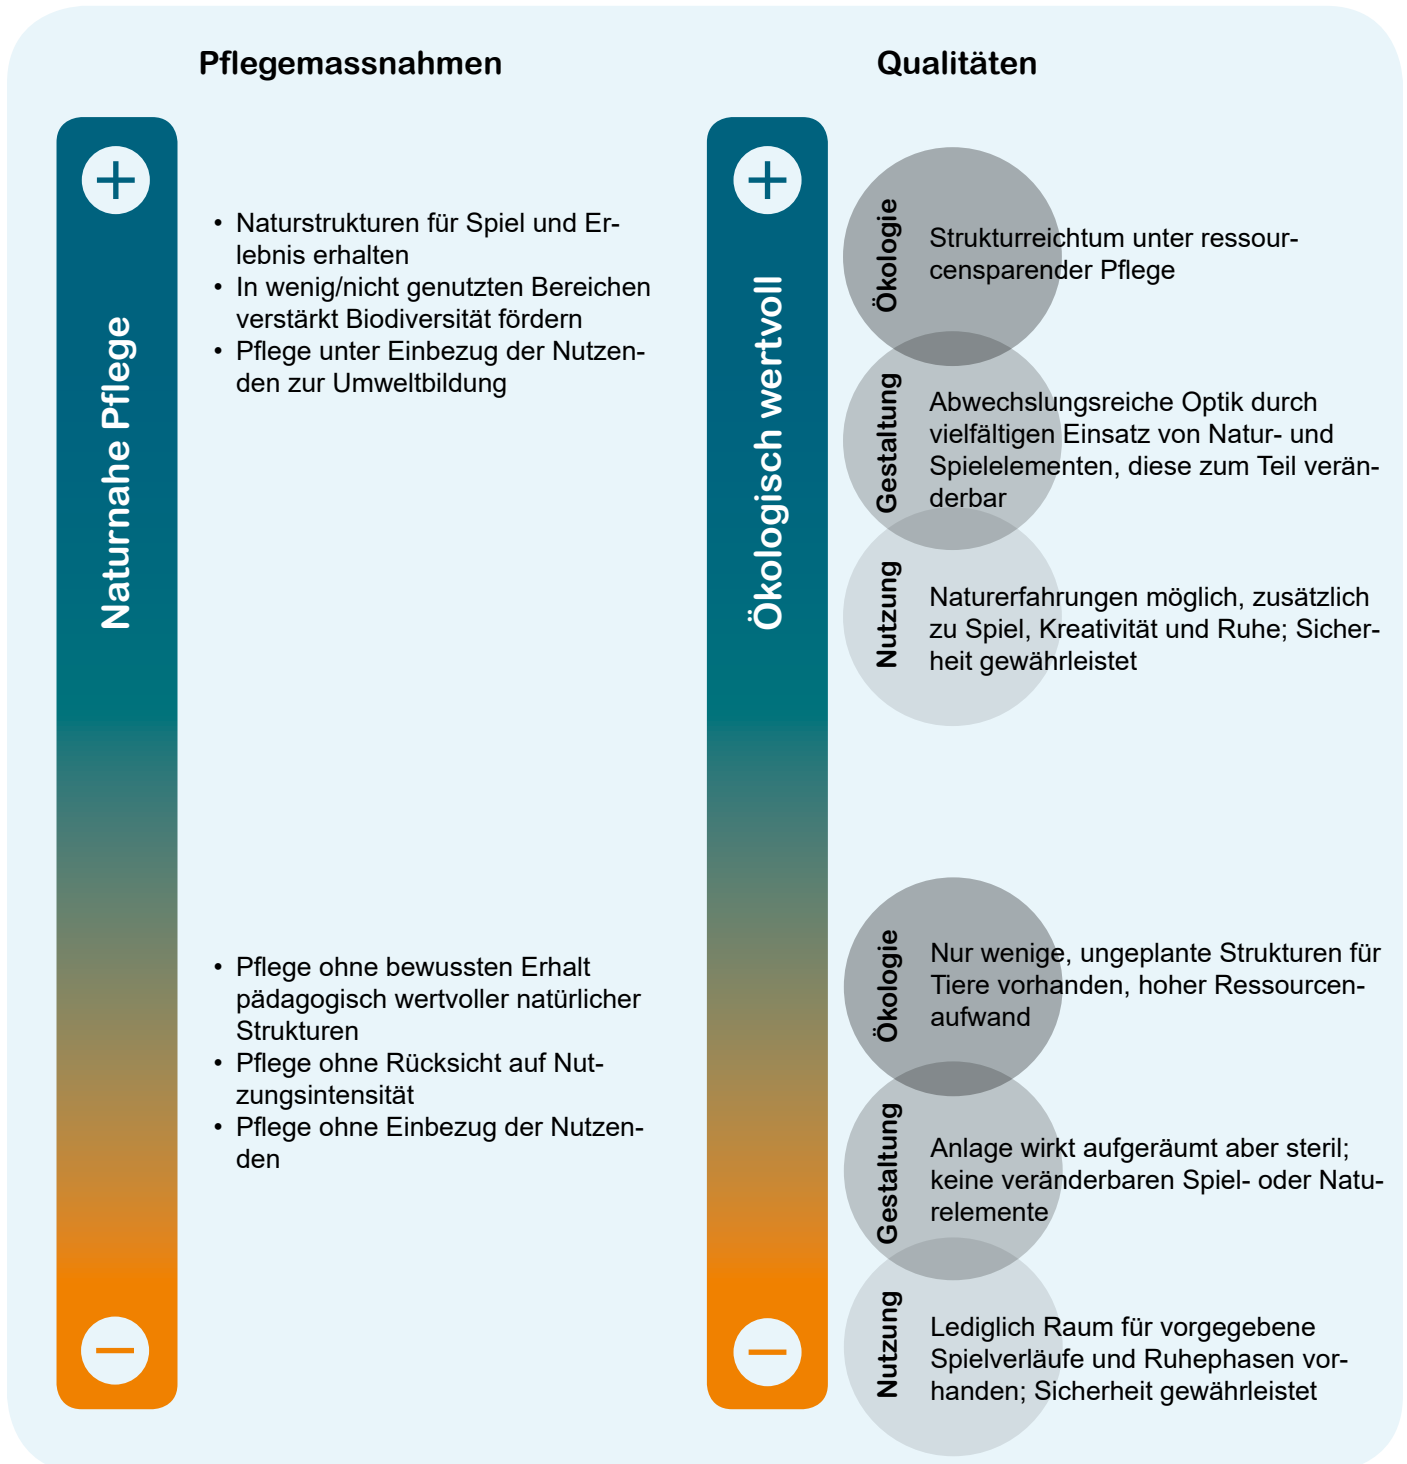 Pflegemassnahmen
Naturnahe Pflege
• Naturstrukturen für Spiel und Er-
lebnis erhalten
• In wenig/nicht genutzten Bereichen
verstärkt Biodiversität fördern
• Pflege unter Einbezug der Nutzen-
den zur Umweltbildung
• Pflege ohne bewussten Erhalt
pädagogisch wertvoller natürlicher
Strukturen
• Pflege ohne Rücksicht auf Nut-
zungsintensität
• Pflege ohne Einbezug der Nutzen-
den
Qualitäten
Ökologisch wertvoll
Ökologie
Strukturreichtum unter ressour-
censparender Pflege
Gestaltung
Abwechslungsreiche Optik durch
vielfältigen Einsatz von Natur- und
Spielelementen, diese zum Teil verän-
derbar
Nutzung
Naturerfahrungen möglich, zusätzlich
zu Spiel, Kreativität und Ruhe; Sicher-
heit gewährleistet
Ökologie
Nur wenige, ungeplante Strukturen für
Tiere vorhanden, hoher Ressourcen-
aufwand
Gestaltung
Anlage wirkt aufgeräumt aber steril;
keine veränderbaren Spiel- oder Natu-
relemente
Nutzung
Lediglich Raum für vorgegebene
Spielverläufe und Ruhephasen vor-
handen; Sicherheit gewährleistet